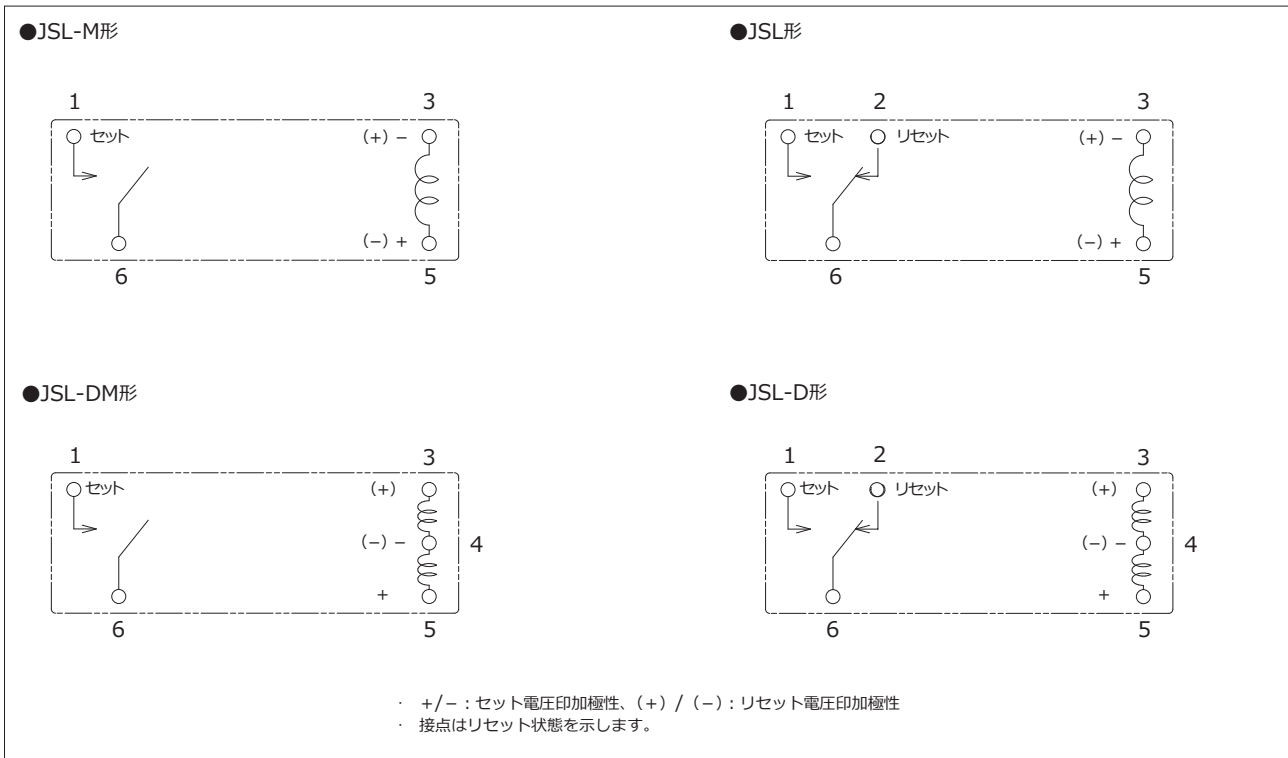 ●JSL-M形
1 3
セット (+) −
(−) +
6 5
●JSL形
1 2 3
セット リセット (+) −
(−) +
6 5
●JSL-DM形
1 3
セット (+)
(−) − 4
+
6 5
●JSL-D形
1 2 3
セット リセット (+)
(−) − 4
+
6 5
· +/−:セット電圧印加極性、(+) / (−):リセット電圧印加極性
· 接点はリセット状態を示します。